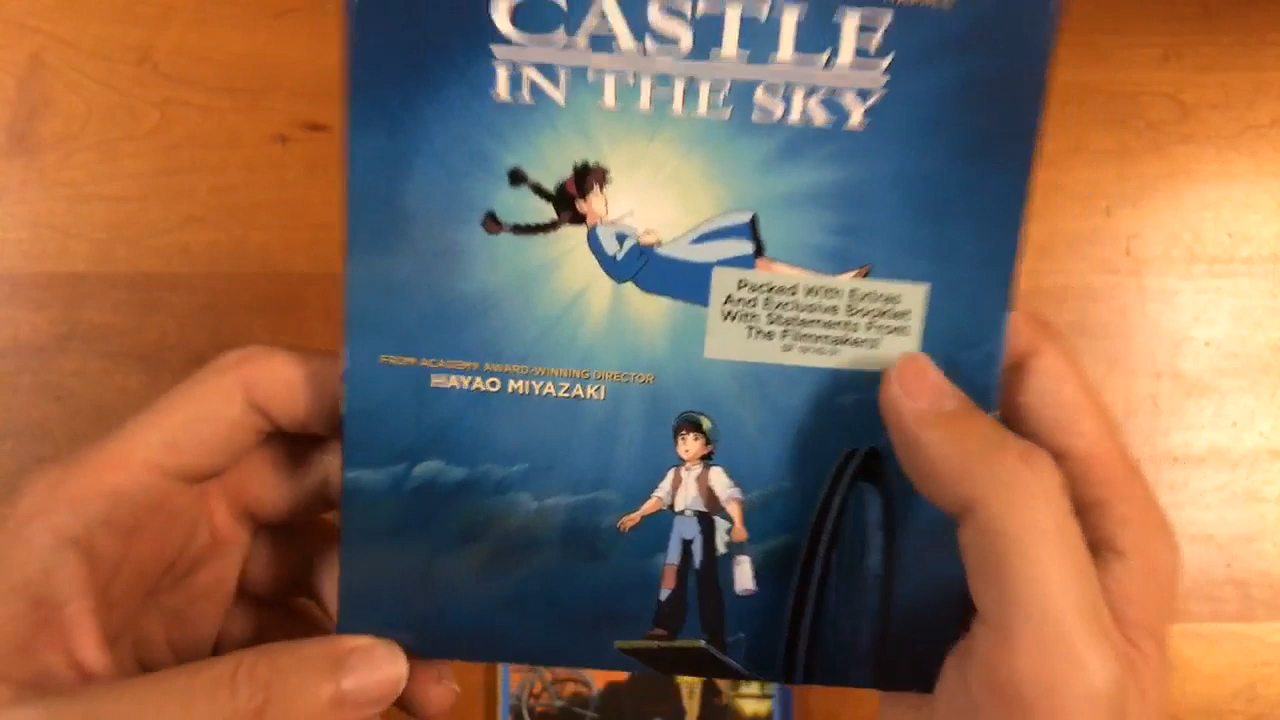 CASTLE
IN THE SKY
Packed With Extras
And Exclusive Booklet
With Statements From
The Filmmakers!
FROM ACADEMY AWARD-WINNING DIRECTOR
HAYAO MIYAZAKI